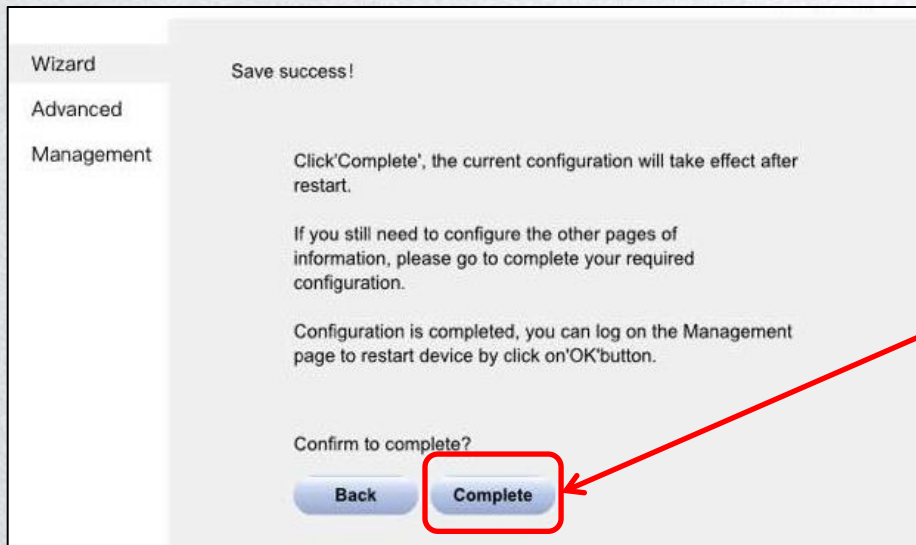 Wizard
Advanced
Management
Save success!
Click'Complete', the current configuration will take effect after
restart.
If you still need to configure the other pages of
information, please go to complete your required
configuration.
Configuration is completed, you can log on the Management
page to restart device by click on'OK'button.
Confirm to complete?
Back
Complete